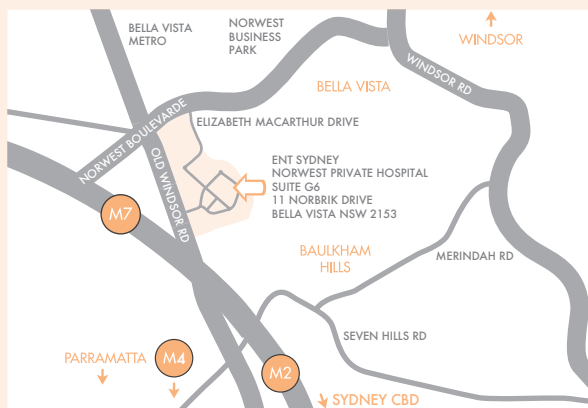 BELLA VISTA
METRO
NORWEST
BUSINESS
PARK
WINDSOR
WINDSOR RD
BELLA VISTA
ELIZABETH MACARTHUR DRIVE
NORWEST BOULEVARDE
OLD WINDSOR RD
ENT SYDNEY
NORWEST PRIVATE HOSPITAL
SUITE G6
11 NORBRIK DRIVE
BELLA VISTA NSW 2153
M7
BAULKHAM
HILLS
MERINDAH RD
SEVEN HILLS RD
PARRAMATTA
M4
M2
SYDNEY CBD